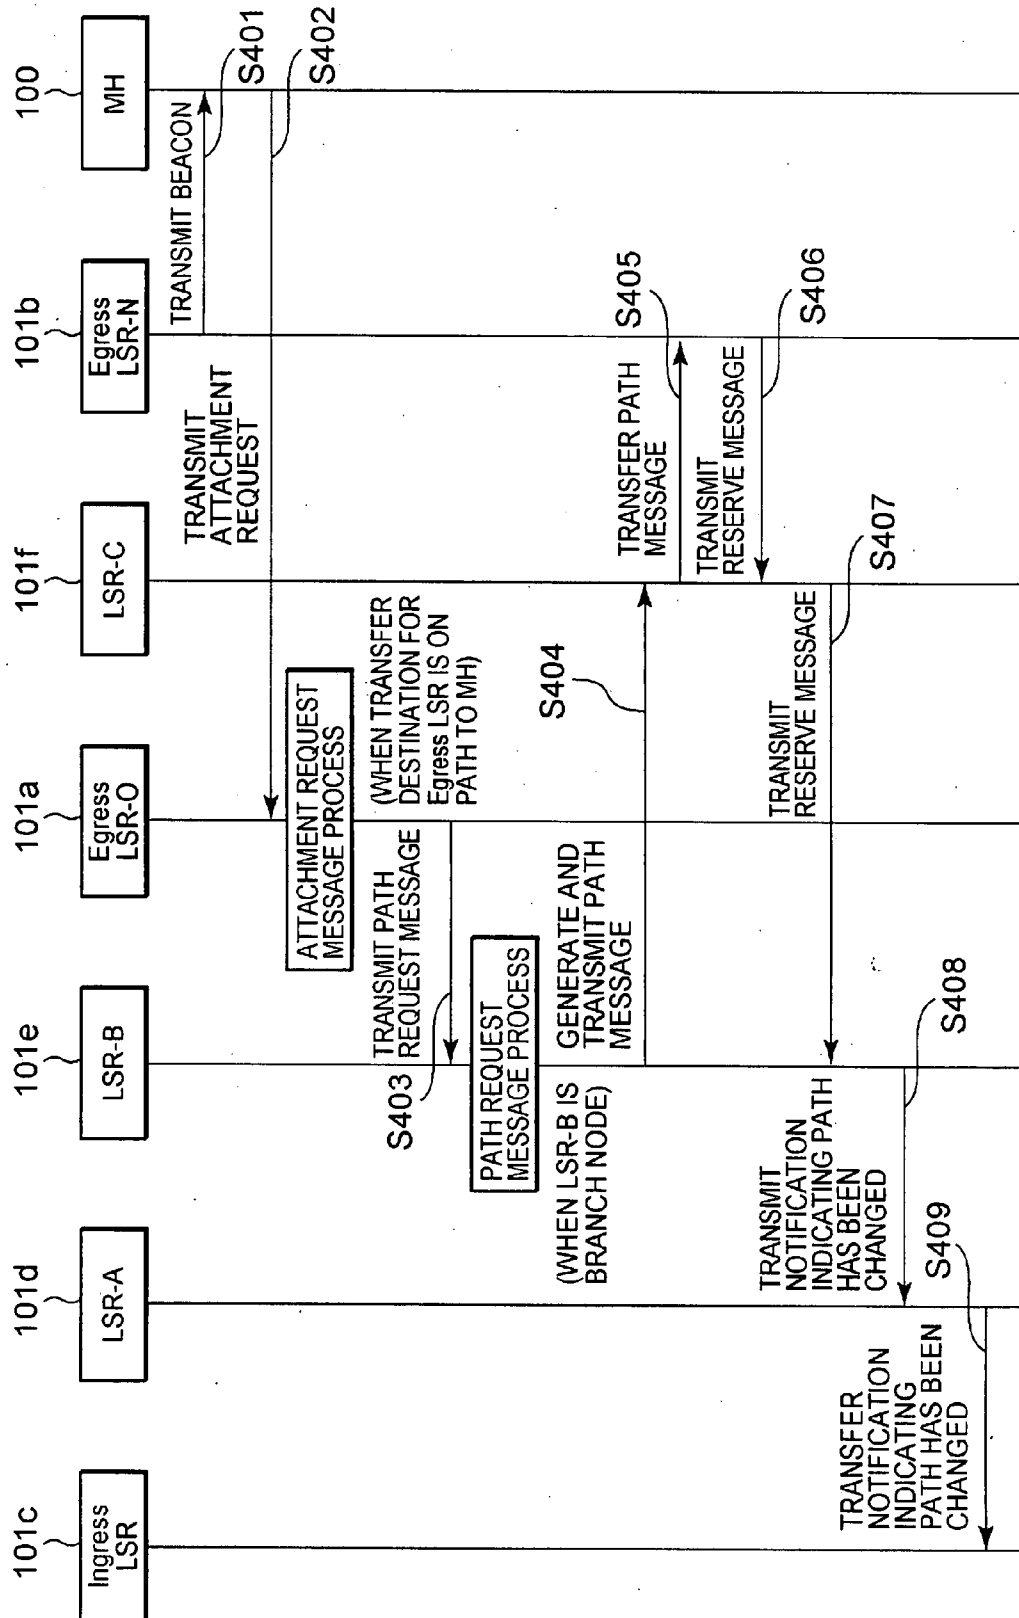 101c
101d
101e
101a
101f
101b
100
Ingress
LSR
LSR-A
LSR-B
Egress
LSR-O
LSR-C
Egress
LSR-N
MH
TRANSMIT BEACON
S401
TRANSMIT
ATTACHMENT
REQUEST
S402
ATTACHMENT REQUEST
MESSAGE PROCESS
(WHEN TRANSFER
DESTINATION FOR
Egress LSR IS ON
PATH TO MH)
TRANSMIT PATH
REQUEST MESSAGE
S403
PATH REQUEST
MESSAGE PROCESS
(WHEN LSR-B IS
BRANCH NODE)
GENERATE AND
TRANSMIT PATH
MESSAGE
S404
TRANSFER PATH
MESSAGE
S405
TRANSMIT
RESERVE MESSAGE
S406
TRANSMIT
RESERVE MESSAGE
S407
TRANSMIT
NOTIFICATION
INDICATING PATH
HAS BEEN
CHANGED
S408
TRANSFER
NOTIFICATION
INDICATING
PATH HAS BEEN
CHANGED
S409